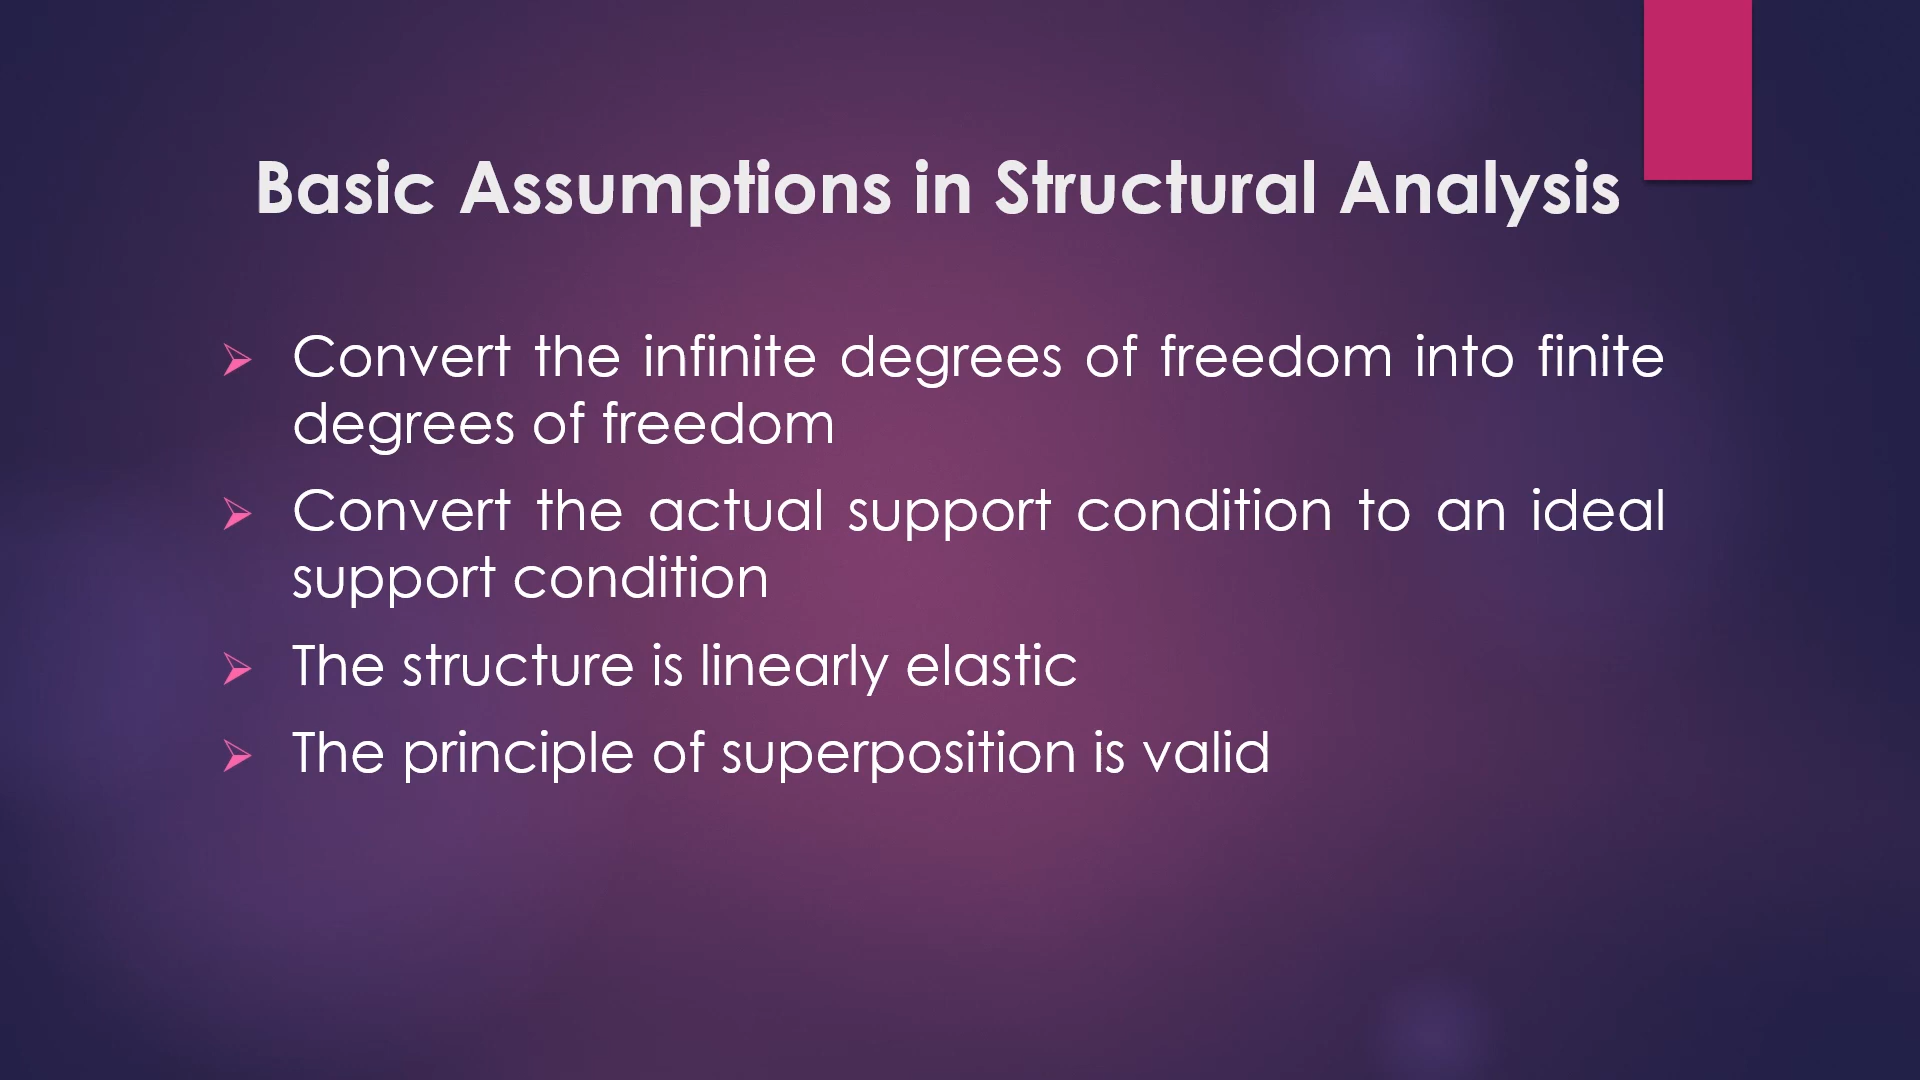 Basic Assumptions in Structural Analysis
Convert the infinite degrees of freedom into finite
degrees of freedom
Convert the actual support condition to an ideal
support condition
The structure is linearly elastic
The principle of superposition is valid